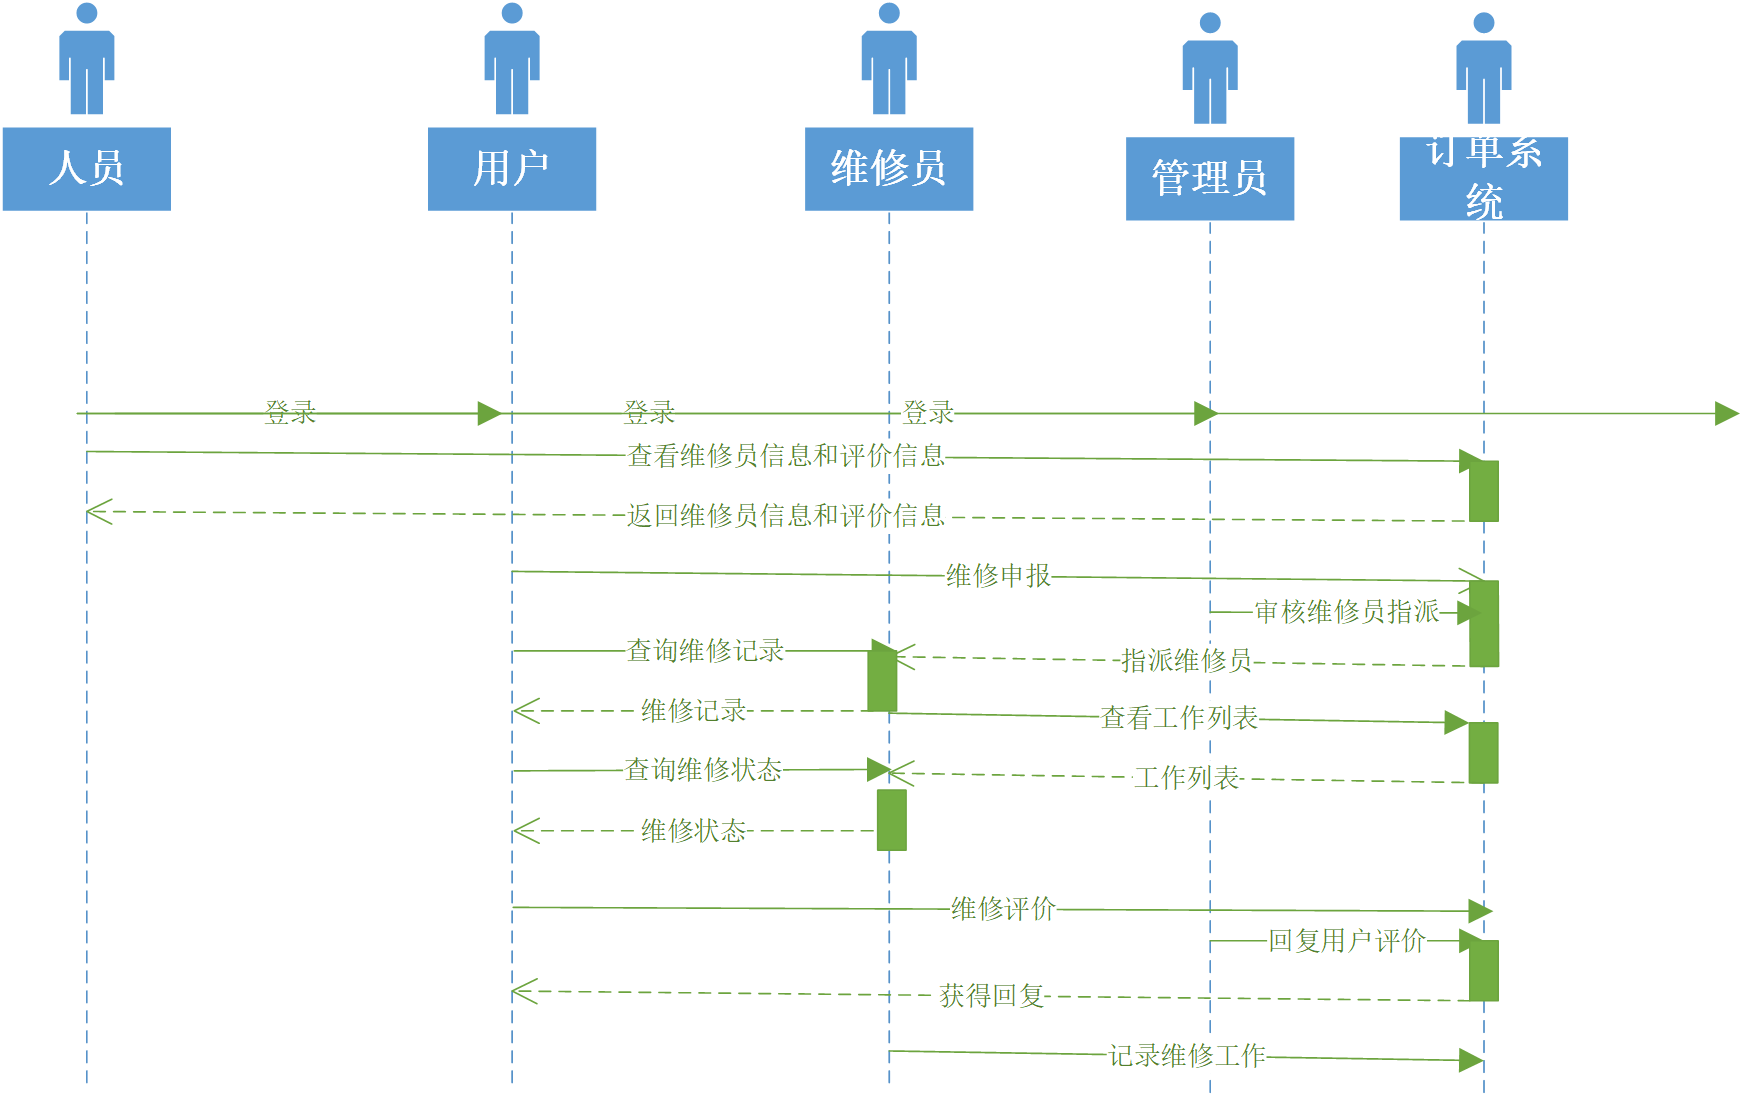 人员
用户
维修员
管理员
订单系
统
登录
登录
登录
查看维修员信息和评价信息
返回维修员信息和评价信息
维修申报
审核维修员指派
查询维修记录
指派维修员
维修记录
查看工作列表
查询维修状态
工作列表
维修状态
维修评价
回复用户评价
获得回复
记录维修工作